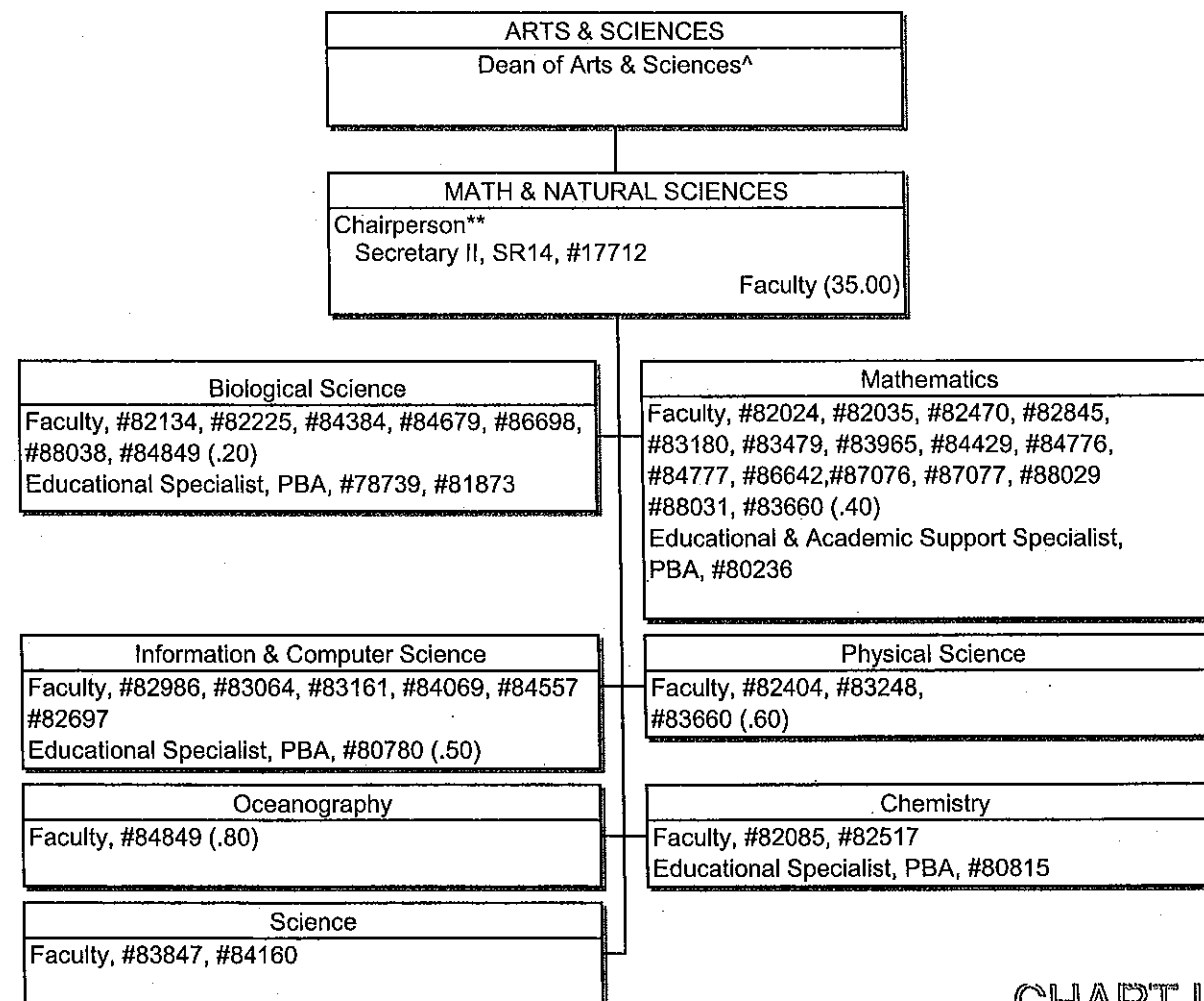 ARTS & SCIENCES
Dean of Arts & Sciences^
MATH & NATURAL SCIENCES
Chairperson**
Secretary II, SR14, #17712
Faculty (35.00)
Biological Science
Faculty, #82134, #82225, #84384, #84679, #86698,
#88038, #84849 (.20)
Educational Specialist, PBA, #78739, #81873
Mathematics
Faculty, #82024, #82035, #82470, #82845,
#83180, #83479, #83965, #84429, #84776,
#84777, #86642,#87076, #87077, #88029
#88031, #83660 (.40)
Educational & Academic Support Specialist,
PBA, #80236
Information & Computer Science
Faculty, #82986, #83064, #83161, #84069, #84557
#82697
Educational Specialist, PBA, #80780 (.50)
Physical Science
Faculty, #82404, #83248,
#83660 (.60)
Oceanography
Faculty, #84849 (.80)
Chemistry
Faculty, #82085, #82517
Educational Specialist, PBA, #80815
Science
Faculty, #83847, #84160
CHART